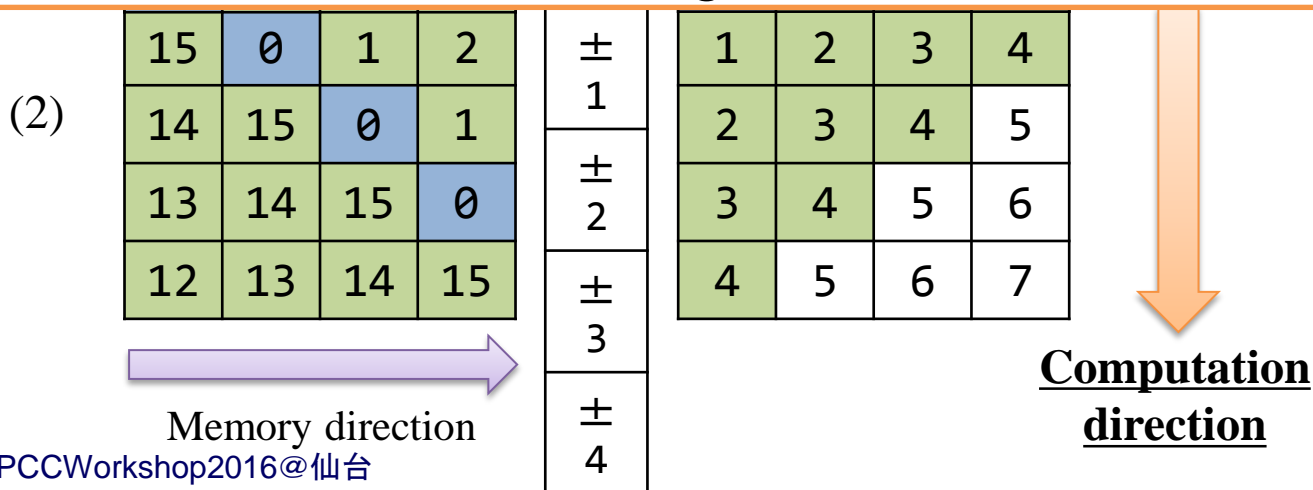 15 0 1 2 ± 1 1 2 3 4
(2) 14 15 0 1 2 3 4 5
13 14 15 0 ± 2 3 4 5 6
12 13 14 15 ± 3 4 5 6 7
± 4
Memory direction
Computation
direction
PCCWorkshop2016@仙台